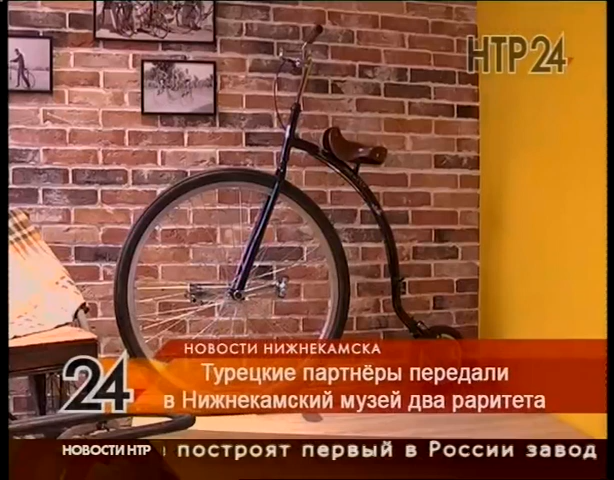 НТР24
НОВОСТИ НИЖНЕКАМСКА
24
Турецкие партнёры передали
в Нижнекамский музей два раритета
НОВОСТИ НТР
построят первый в России завод